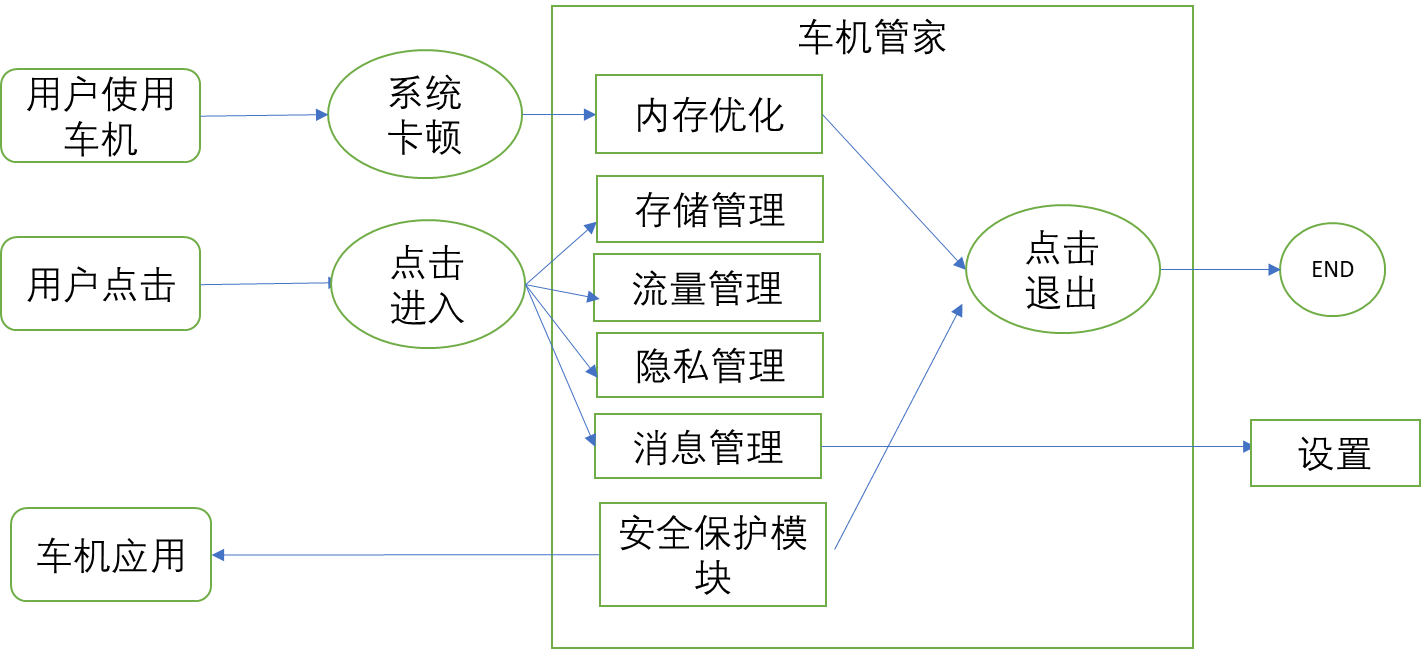 车机管家
用户使用
车机
系统
卡顿
内存优化
存储管理
用户点击
点击
进入
流量管理
点击
退出
END
隐私管理
消息管理
设置
车机应用
安全保护模
块